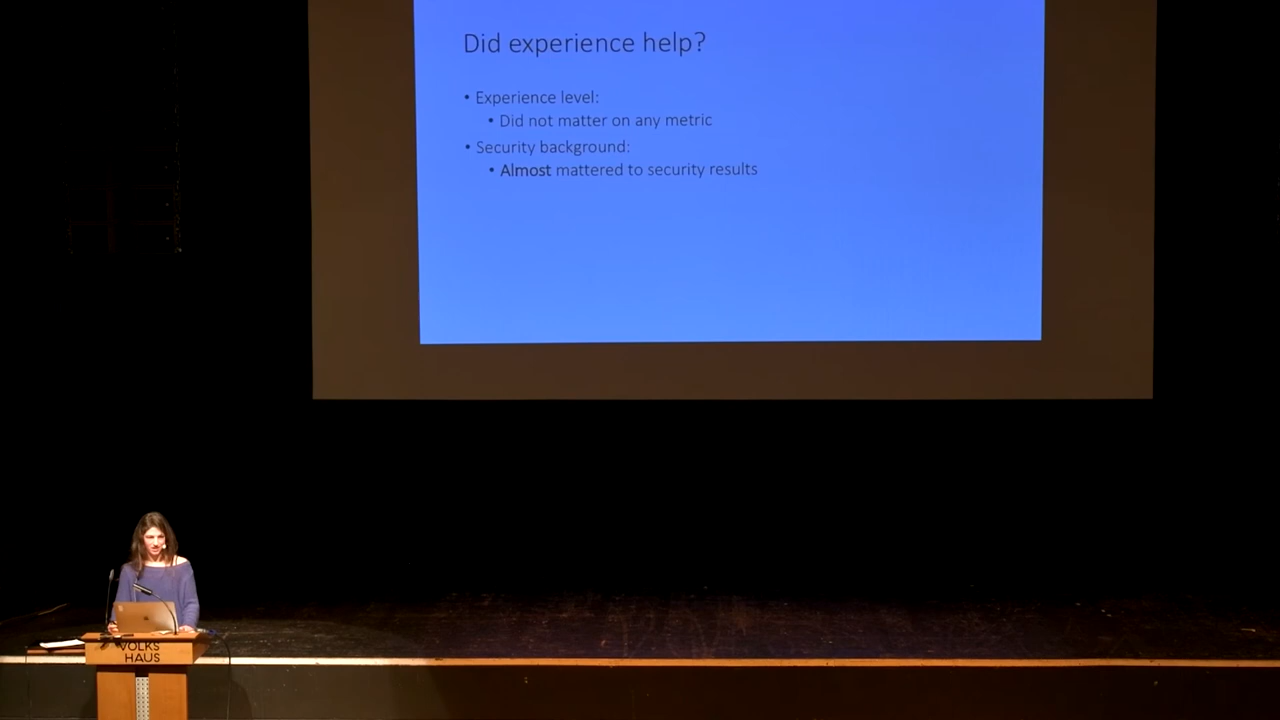 Did experience help?
• Experience level:
• Did not matter on any metric
• Security background:
• Almost mattered to security results
VOLKS
HAUS